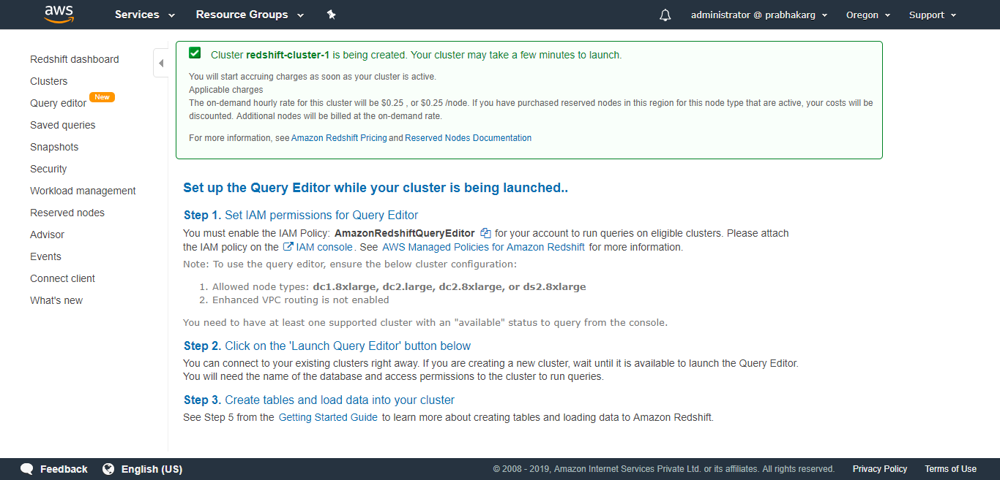 aws
Services
Resource Groups
administrator @ prabhakarg
Oregon
Support
Redshift dashboard
Clusters
Query editor New
Saved queries
Snapshots
Security
Workload management
Reserved nodes
Advisor
Events
Connect client
What's new
Cluster redshift-cluster-1 is being created. Your cluster may take a few minutes to launch.
You will start accruing charges as soon as your cluster is active.
Applicable charges
The on-demand hourly rate for this cluster will be $0.25 , or $0.25 /node. If you have purchased reserved nodes in this region for this node type that are active, your costs will be
discounted. Additional nodes will be billed at the on-demand rate.
For more information, see Amazon Redshift Pricing and Reserved Nodes Documentation
Set up the Query Editor while your cluster is being launched..
Step 1. Set IAM permissions for Query Editor
You must enable the IAM Policy: AmazonRedshiftQueryEditor for your account to run queries on eligible clusters. Please attach
the IAM policy on the IAM console. See AWS Managed Policies for Amazon Redshift for more information.
Note: To use the query editor, ensure the below cluster configuration:
1. Allowed node types: dc1.8xlarge, dc2.large, dc2.8xlarge, or ds2.8xlarge
2. Enhanced VPC routing is not enabled
You need to have at least one supported cluster with an "available" status to query from the console.
Step 2. Click on the 'Launch Query Editor' button below
You can connect to your existing clusters right away. If you are creating a new cluster, wait until it is available to launch the Query Editor.
You will need the name of the database and access permissions to the cluster to run queries.
Step 3. Create tables and load data into your cluster
See Step 5 from the Getting Started Guide to learn more about creating tables and loading data to Amazon Redshift.
Feedback
English (US)
© 2008 - 2019, Amazon Internet Services Private Ltd. or its affiliates. All rights reserved.
Privacy Policy
Terms of Use